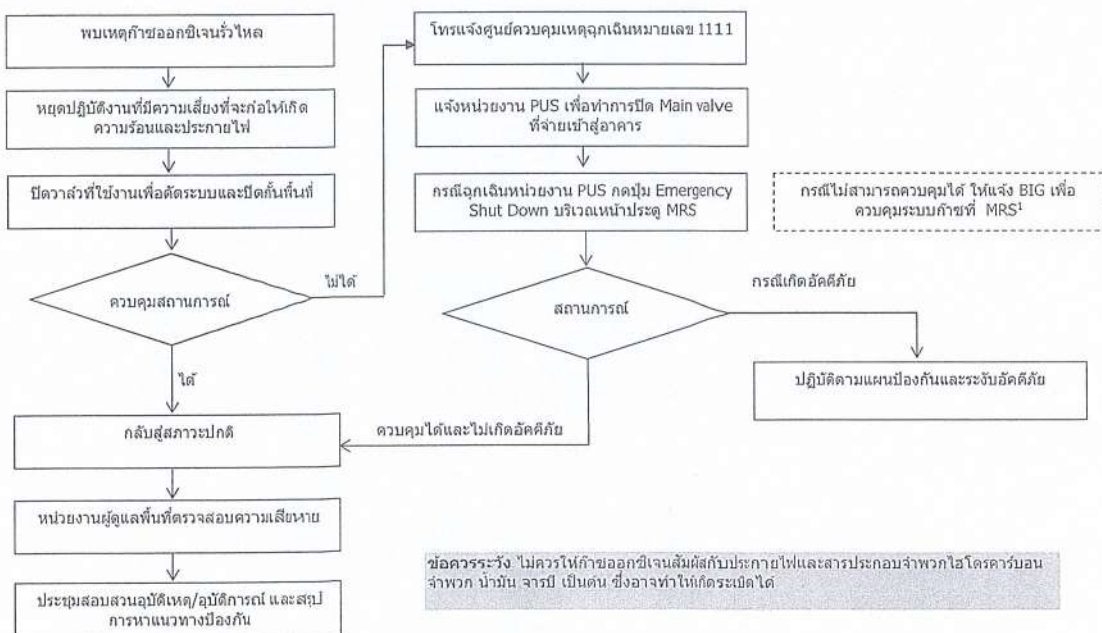 พบเหตุก๊าซออกซิเจนรั่วไหล
หยุดปฏิบัติงานที่มีความเสี่ยงที่จะก่อให้เกิด
ความร้อนและประกายไฟ
ปิดวาล์วที่ใช้งานเพื่อตัดระบบและปิดกั้นพื้นที่
ควบคุมสถานการณ์
ไม่ได้
ได้
กลับสู่สภาวะปกติ
หน่วยงานผู้ดูแลพื้นที่ตรวจสอบความเสียหาย
ประชุมสอบสวนอุบัติเหตุ/อุบัติการณ์ และสรุป
การหาแนวทางป้องกัน
โทรแจ้งศูนย์ควบคุมเหตุฉุกเฉินหมายเลข 1111
แจ้งหน่วยงาน PUS เพื่อทำการปิด Main valve
ที่จ่ายเข้าสู่อาคาร
กรณีฉุกเฉินหน่วยงาน PUS กดปุ่ม Emergency
Shut Down บริเวณหน้าประตู MRS
กรณีไม่สามารถควบคุมได้ ให้แจ้ง BIG เพื่อ
ควบคุมระบบก๊าซที่ MRS¹
สถานการณ์
กรณีเกิดอัคคีภัย
ปฏิบัติตามแผนป้องกันและระงับอัคคีภัย
ควบคุมได้และไม่เกิดอัคคีภัย
ข้อควรระวัง ไม่ควรให้ก๊าซออกซิเจนสัมผัสกับประกายไฟและสารประกอบจำพวกไฮโดรคาร์บอน
จำพวก น้ำมัน จารบี เป็นต้น ซึ่งอาจทำให้เกิดระเบิดได้